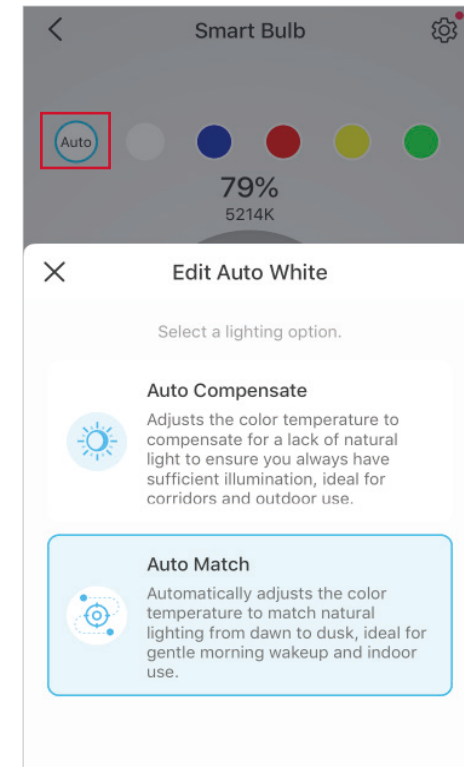 Smart Bulb
Auto
79%
5214K
Edit Auto White
Select a lighting option.
Auto Compensate
Adjusts the color temperature to
compensate for a lack of natural
light to ensure you always have
sufficient illumination, ideal for
corridors and outdoor use.
Auto Match
Automatically adjusts the color
temperature to match natural
lighting from dawn to dusk, ideal for
gentle morning wakeup and indoor
use.